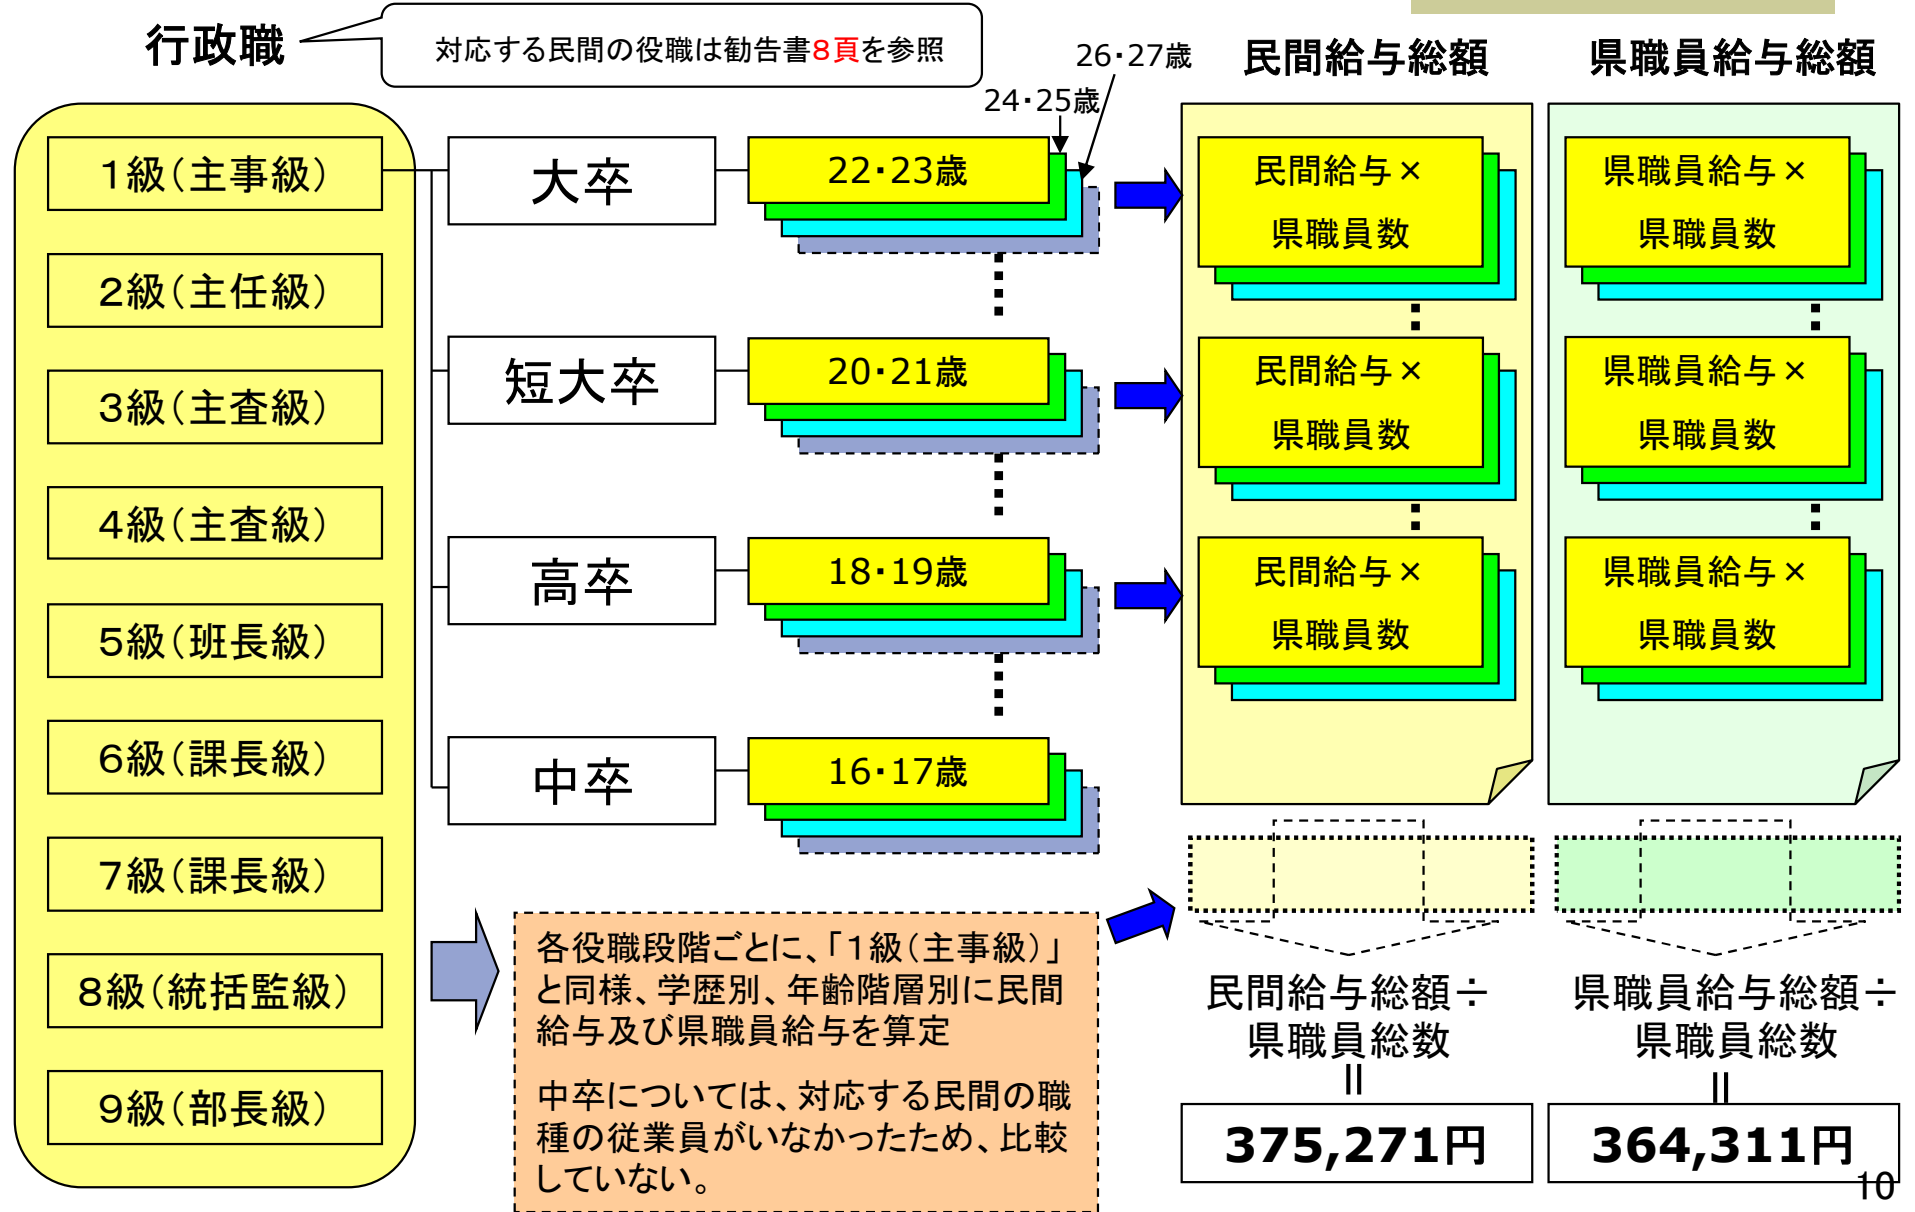 行政職
対応する民間の役職は勧告書8頁を参照
26・27歳
24・25歳
民間給与総額
県職員給与総額
1級(主事級)
2級(主任級)
3級(主査級)
4級(主査級)
5級(班長級)
6級(課長級)
7級(課長級)
8級(統括監級)
9級(部長級)
大卒
22・23歳
短大卒
20・21歳
高卒
18・19歳
中卒
16・17歳
民間給与×
県職員数
民間給与×
県職員数
民間給与×
県職員数
県職員給与×
県職員数
県職員給与×
県職員数
県職員給与×
県職員数
各役職段階ごとに、「1級(主事級)」
と同様、学歴別、年齢階層別に民間
給与及び県職員給与を算定
中卒については、対応する民間の職
種の従業員がいなかったため、比較
していない。
民間給与総額÷
県職員総数
=
375,271円
県職員給与総額÷
県職員総数
=
364,311円
10